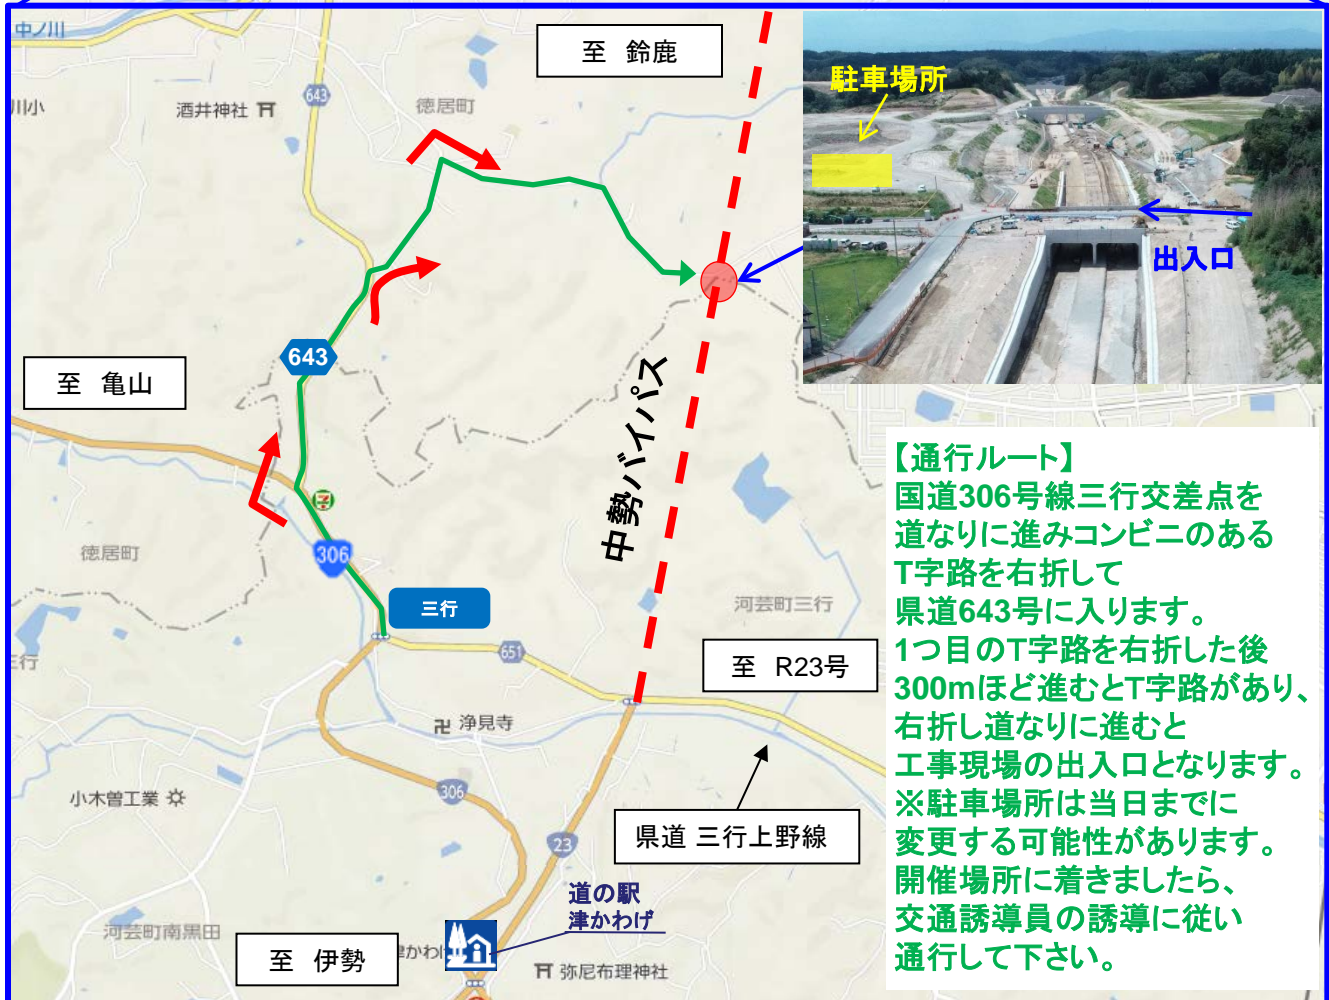 中ノ川
至 鈴鹿
駐車場所
川小
酒井神社
643
徳居町
出入口
643
至 亀山
中勢バイパス
306
徳居町
三行
河芸町三行
三行
651
至 R23号
卍 浄見寺
小木曽工業
306
県道 三行上野線
23
道の駅
津かわげ
河芸町南黒田
至 伊勢
津かわげ
弥尼布理神社
【通行ルート】
国道306号線三行交差点を
道なりに進みコンビニのある
T字路を右折して
県道643号に入ります。
1つ目のT字路を右折した後
300mほど進むとT字路があり、
右折し道なりに進むと
工事現場の出入口となります。
※駐車場所は当日までに
変更する可能性があります。
開催場所に着きましたら、
交通誘導員の誘導に従い
通行して下さい。